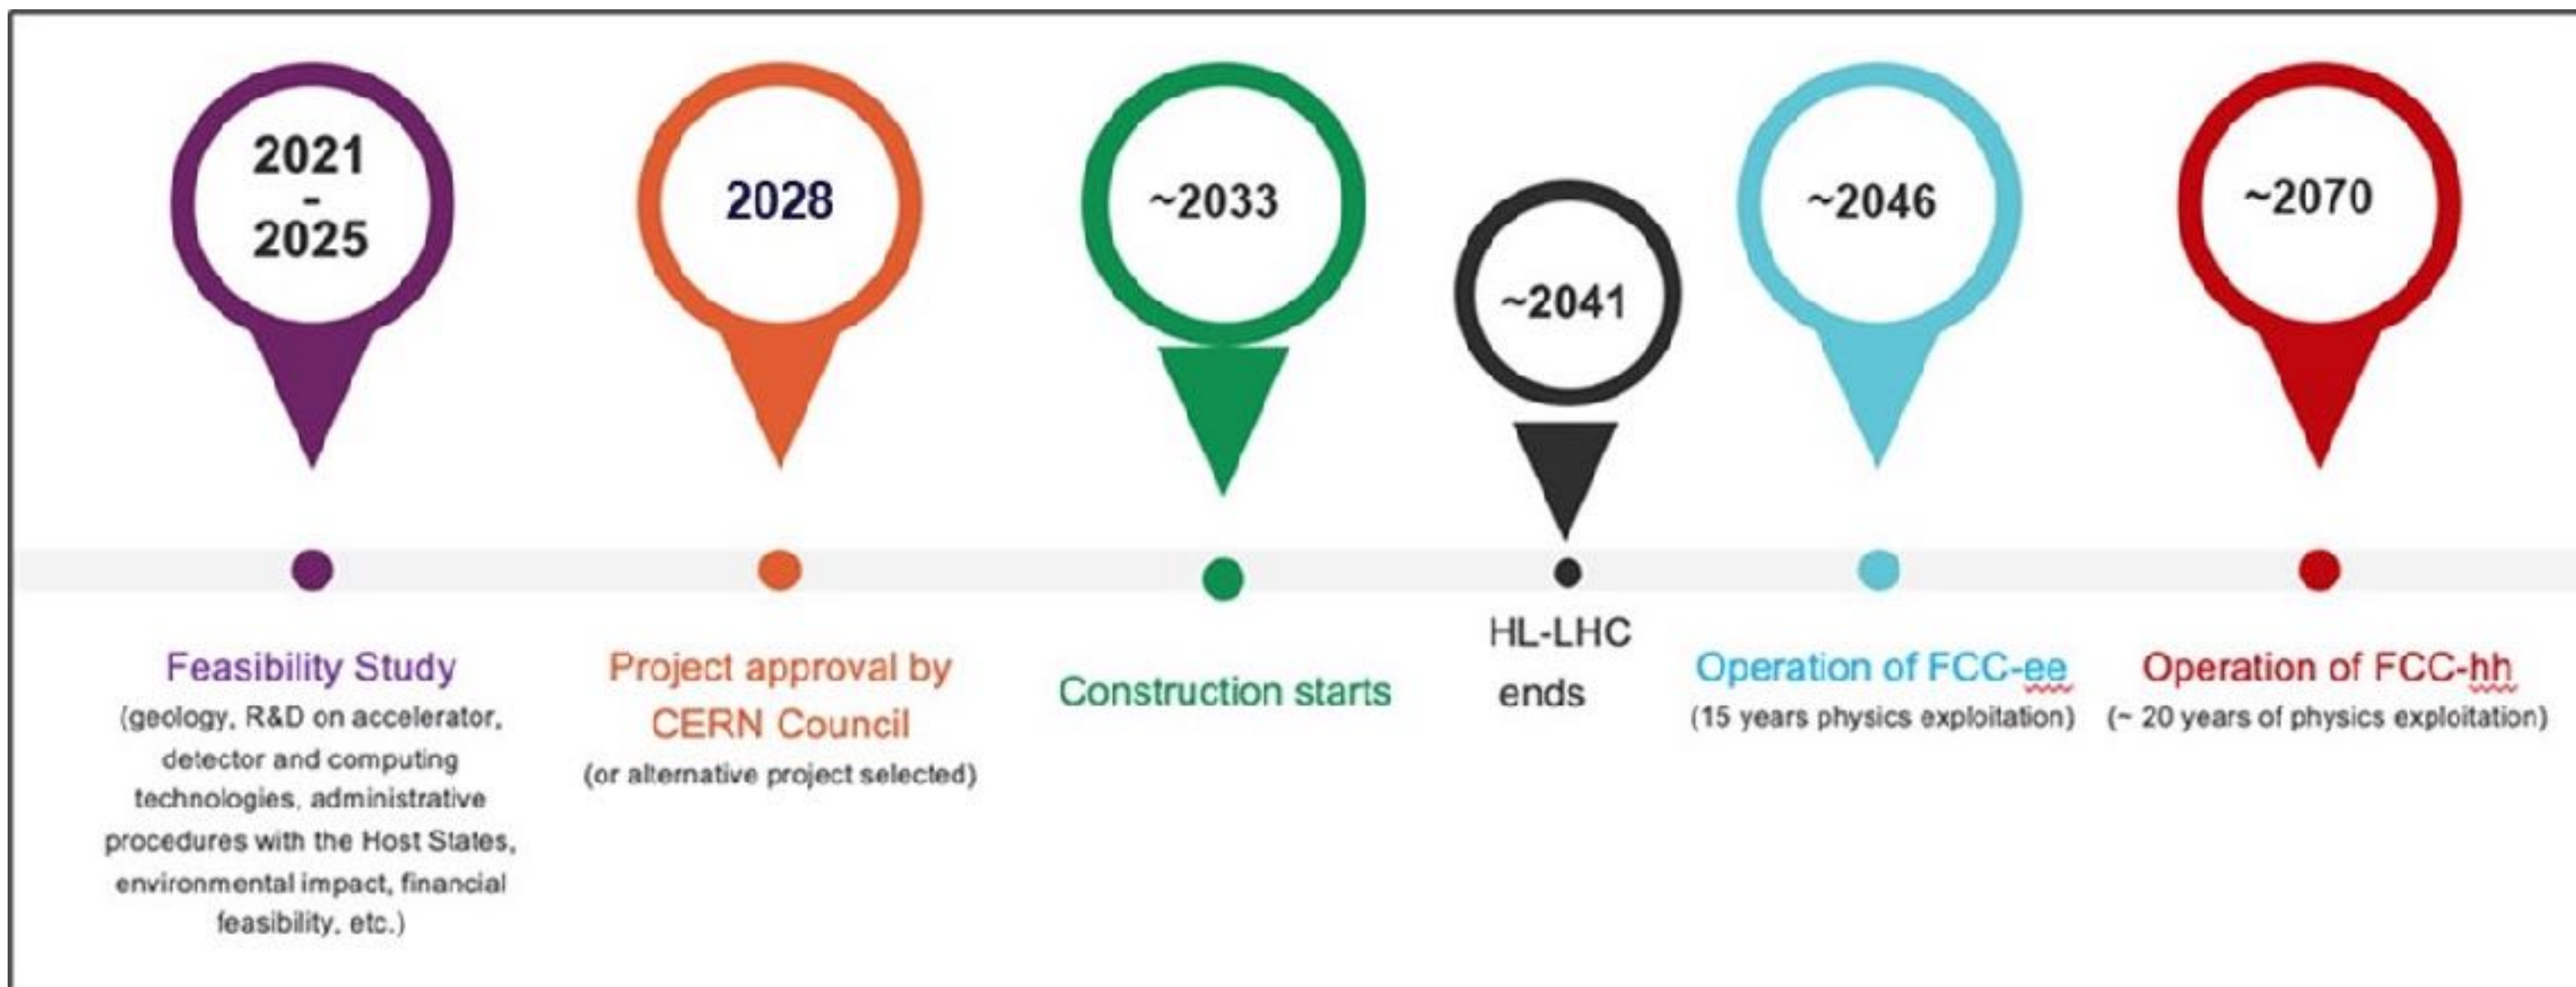 2021
-
2025
2028
~2033
~2041
~2046
~2070
Feasibility Study
(geology, R&D on accelerator,
detector and computing
technologies, administrative
procedures with the Host States,
environmental impact, financial
feasibility, etc.)
Project approval by
CERN Council
(or alternative project selected)
Construction starts
HL-LHC
ends
Operation of FCC-ee
(15 years physics exploitation)
Operation of FCC-hh
(~ 20 years of physics exploitation)